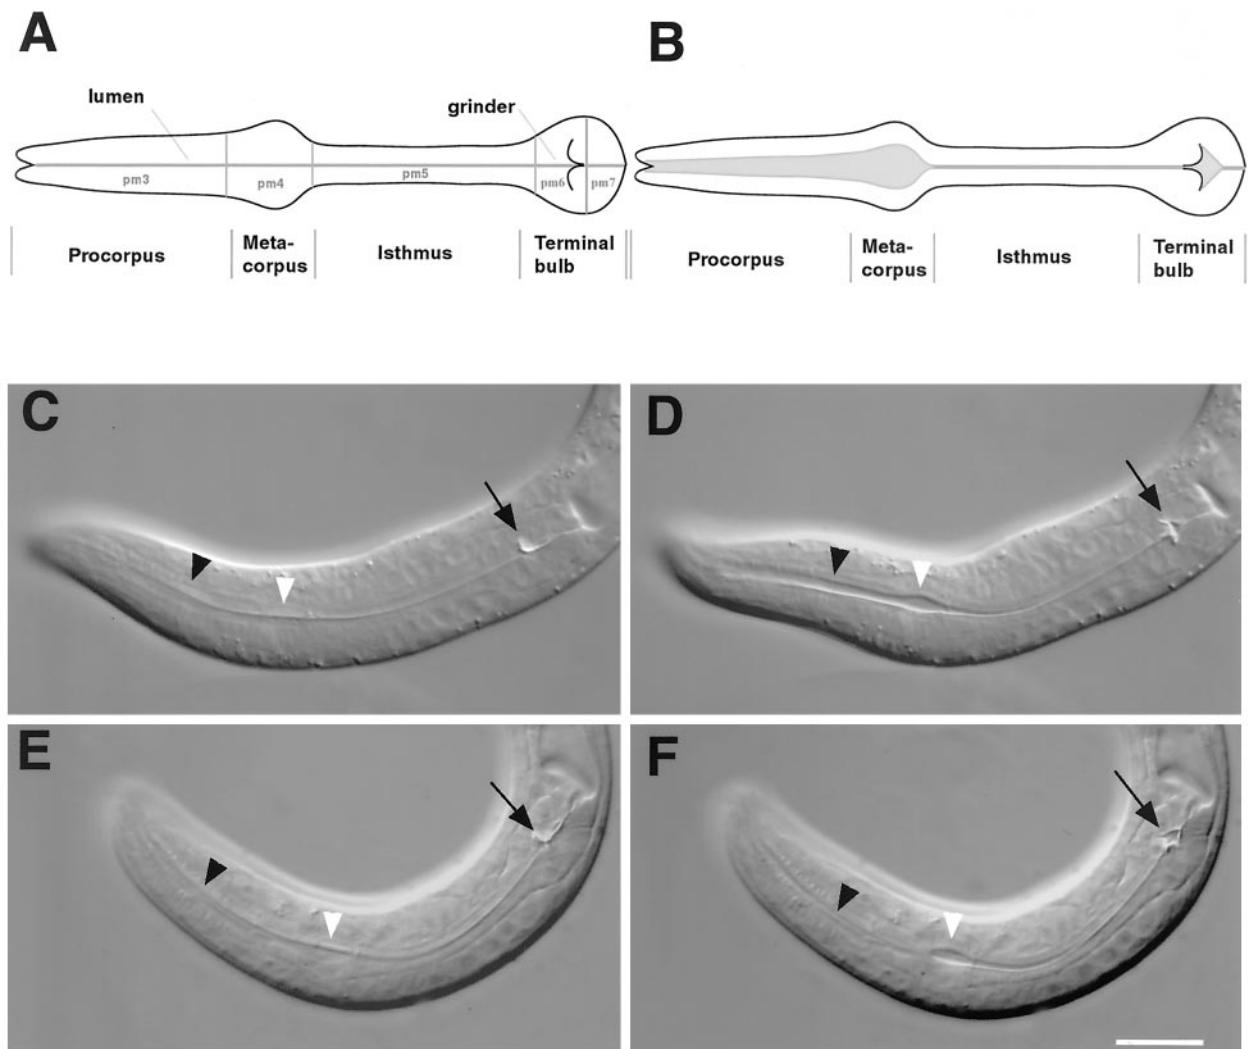 A
B
lumen
grinder
pm3
pm4
pm5
pm6
pm7
Procorpus
Meta-
corpus
Isthmus
Terminal
bulb
Procorpus
Meta-
corpus
Isthmus
Terminal
bulb
C
D
E
F